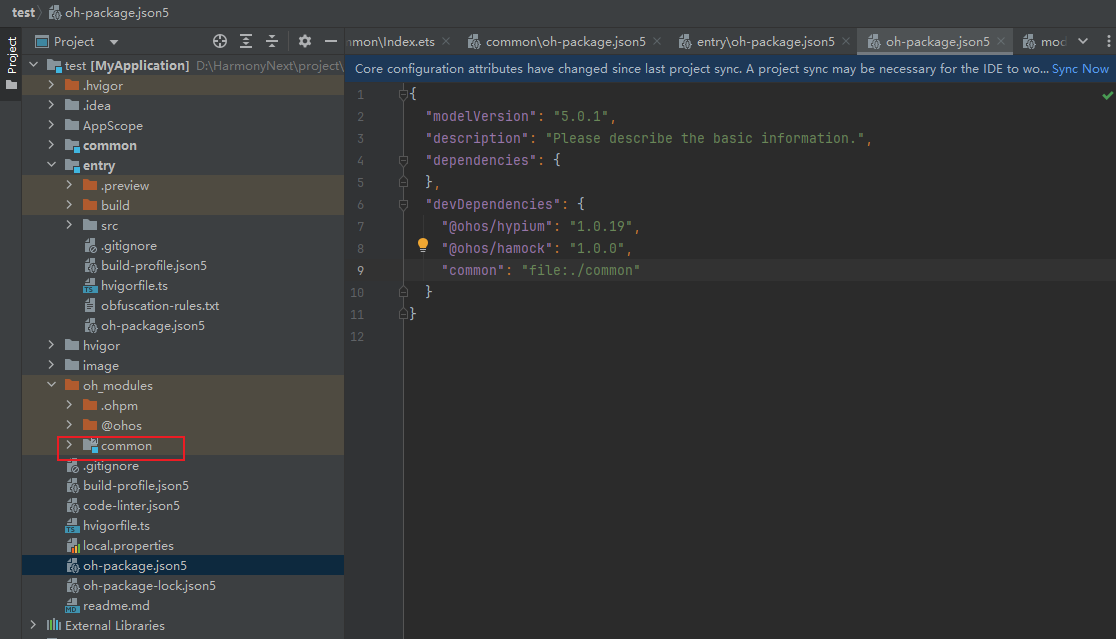 test
oh-package.json5
Project
Project
mmon\Index.ets
common\oh-package.json5
entry\oh-package.json5
oh-package.json5
mod
test [MyApplication] D:\HarmonyNext\project\
.hvigor
.idea
AppScope
common
entry
.preview
build
src
.gitignore
build-profile.json5
hvigorfile.ts
obfuscation-rules.txt
oh-package.json5
hvigor
image
oh_modules
.ohpm
@ohos
common
.gitignore
build-profile.json5
code-linter.json5
hvigorfile.ts
local.properties
oh-package.json5
oh-package-lock.json5
readme.md
External Libraries
Core configuration attributes have changed since last project sync. A project sync may be necessary for the IDE to wo... Sync Now
1 {
2 "modelVersion": "5.0.1",
3 "description": "Please describe the basic information.",
4 "dependencies": {
5 },
6 "devDependencies": {
7 "@ohos/hypium": "1.0.19",
8 "@ohos/hamock": "1.0.0",
9 "common": "file:./common"
10 }
11 }
12